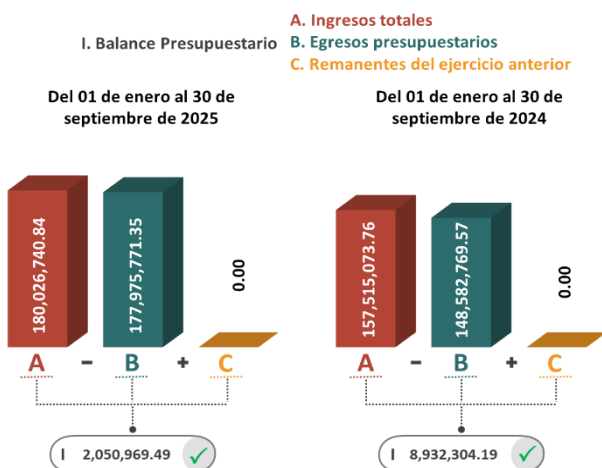 I. Balance Presupuestario
A. Ingresos totales
B. Egresos presupuestarios
C. Remanentes del ejercicio anterior
Del 01 de enero al 30 de
septiembre de 2025
180,026,740.84
177,975,771.35
0.00
A - B + C
I 2,050,969.49
Del 01 de enero al 30 de
septiembre de 2024
157,515,073.76
148,582,769.57
0.00
A - B + C
I 8,932,304.19